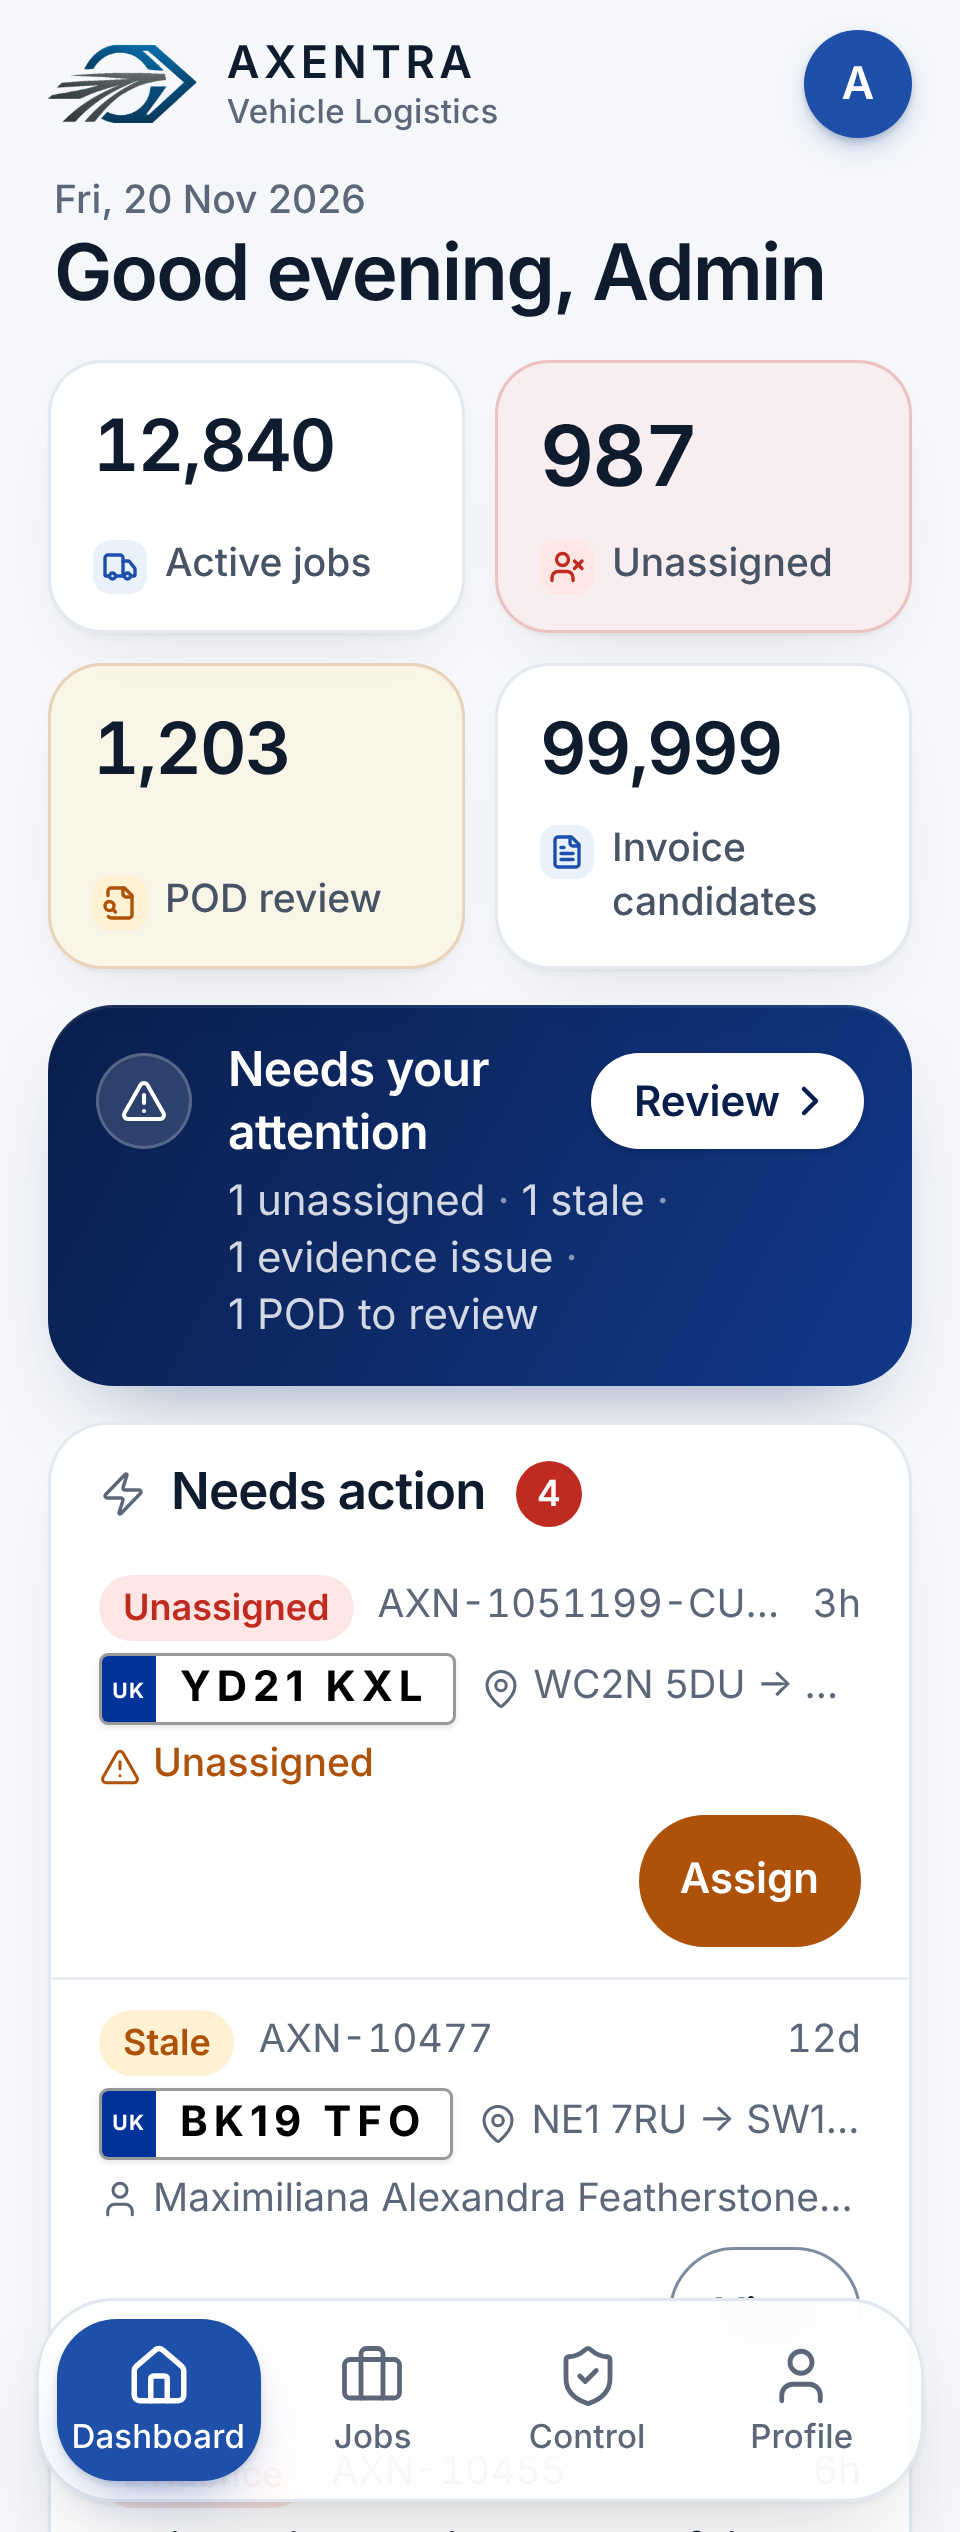 AXENTRA
Vehicle Logistics
A
Fri, 20 Nov 2026
Good evening, Admin
12,840
Active jobs
987
Unassigned
1,203
POD review
99,999
Invoice
candidates
Needs your
attention
Review
1 unassigned · 1 stale ·
1 evidence issue ·
1 POD to review
Needs action 4
Unassigned AXN-1051199-CU... 3h
UK YD21 KXL WC2N 5DU → ...
Unassigned
Assign
Stale AXN-10477 12d
UK BK19 TFO NE1 7RU → SW1...
Maximiliana Alexandra Featherstone...
Dashboard
Jobs
Control
Profile
AXN-10455 6h